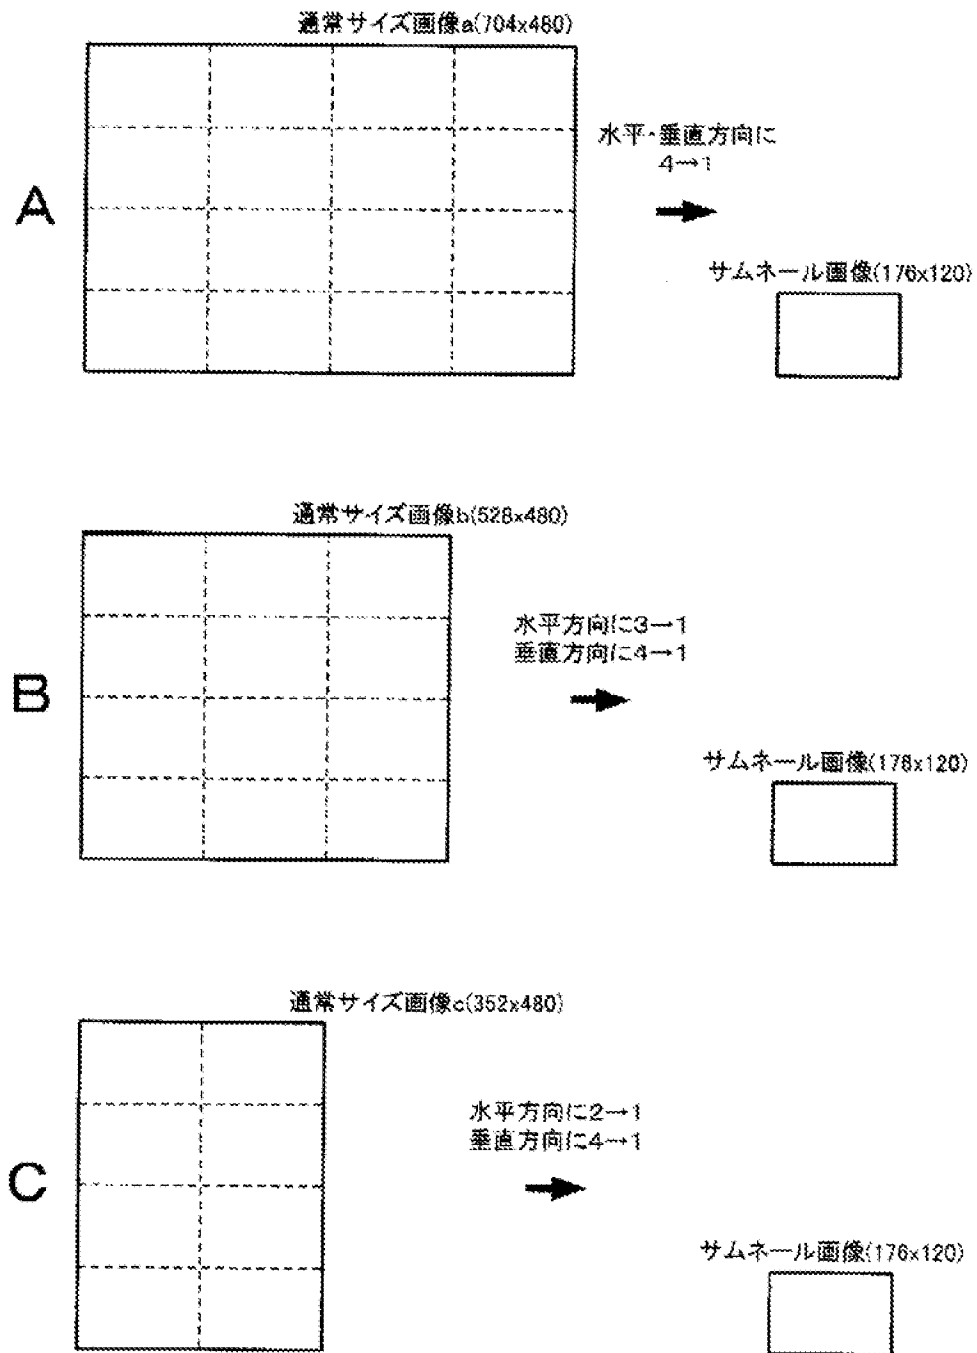 通常サイズ画像a(704x480)
水平・垂直方向に
4→1
A
サムネール画像(176x120)
通常サイズ画像b(528x480)
水平方向に3→1
垂直方向に4→1
B
サムネール画像(176x120)
通常サイズ画像c(352x480)
水平方向に2→1
垂直方向に4→1
C
サムネール画像(176x120)